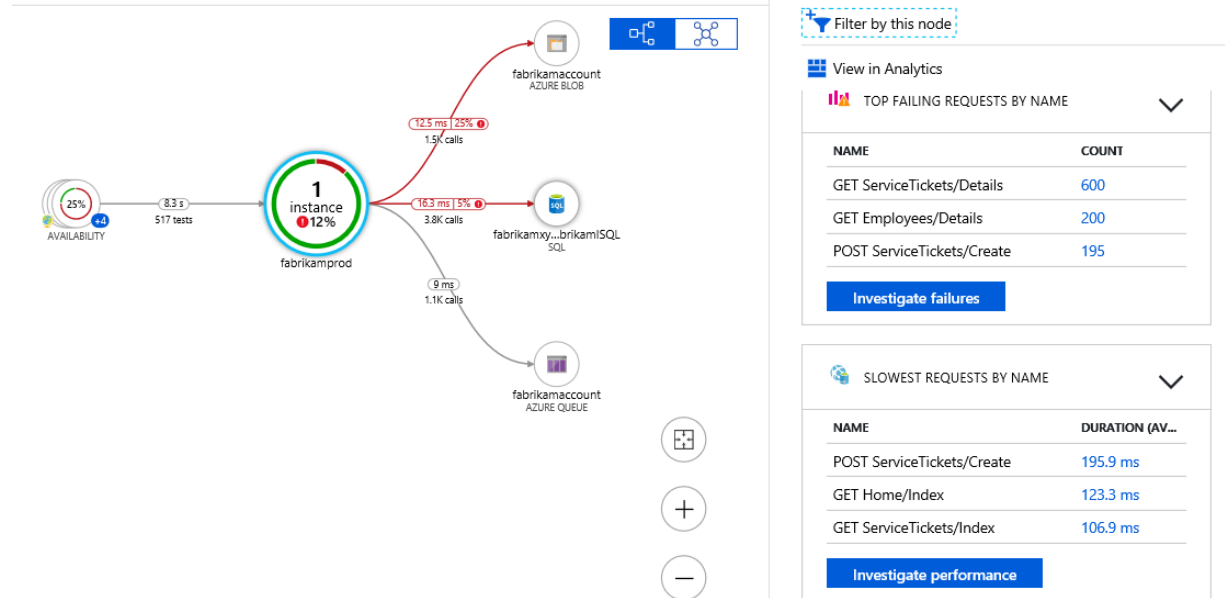 fabrikamaccount
AZURE BLOB
12.5 ms | 25%
1.5K calls
25%
+4
AVAILABILITY
8.3 s
517 tests
1
instance
12%
fabrikamprod
16.3 ms | 5%
3.8K calls
SQL
fabrikamxy...brikamISQL
SQL
9 ms
1.1K calls
fabrikamaccount
AZURE QUEUE
Filter by this node
View in Analytics
TOP FAILING REQUESTS BY NAME
NAME COUNT
GET ServiceTickets/Details 600
GET Employees/Details 200
POST ServiceTickets/Create 195
Investigate failures
SLOWEST REQUESTS BY NAME
NAME DURATION (AV...
POST ServiceTickets/Create 195.9 ms
GET Home/Index 123.3 ms
GET ServiceTickets/Index 106.9 ms
Investigate performance